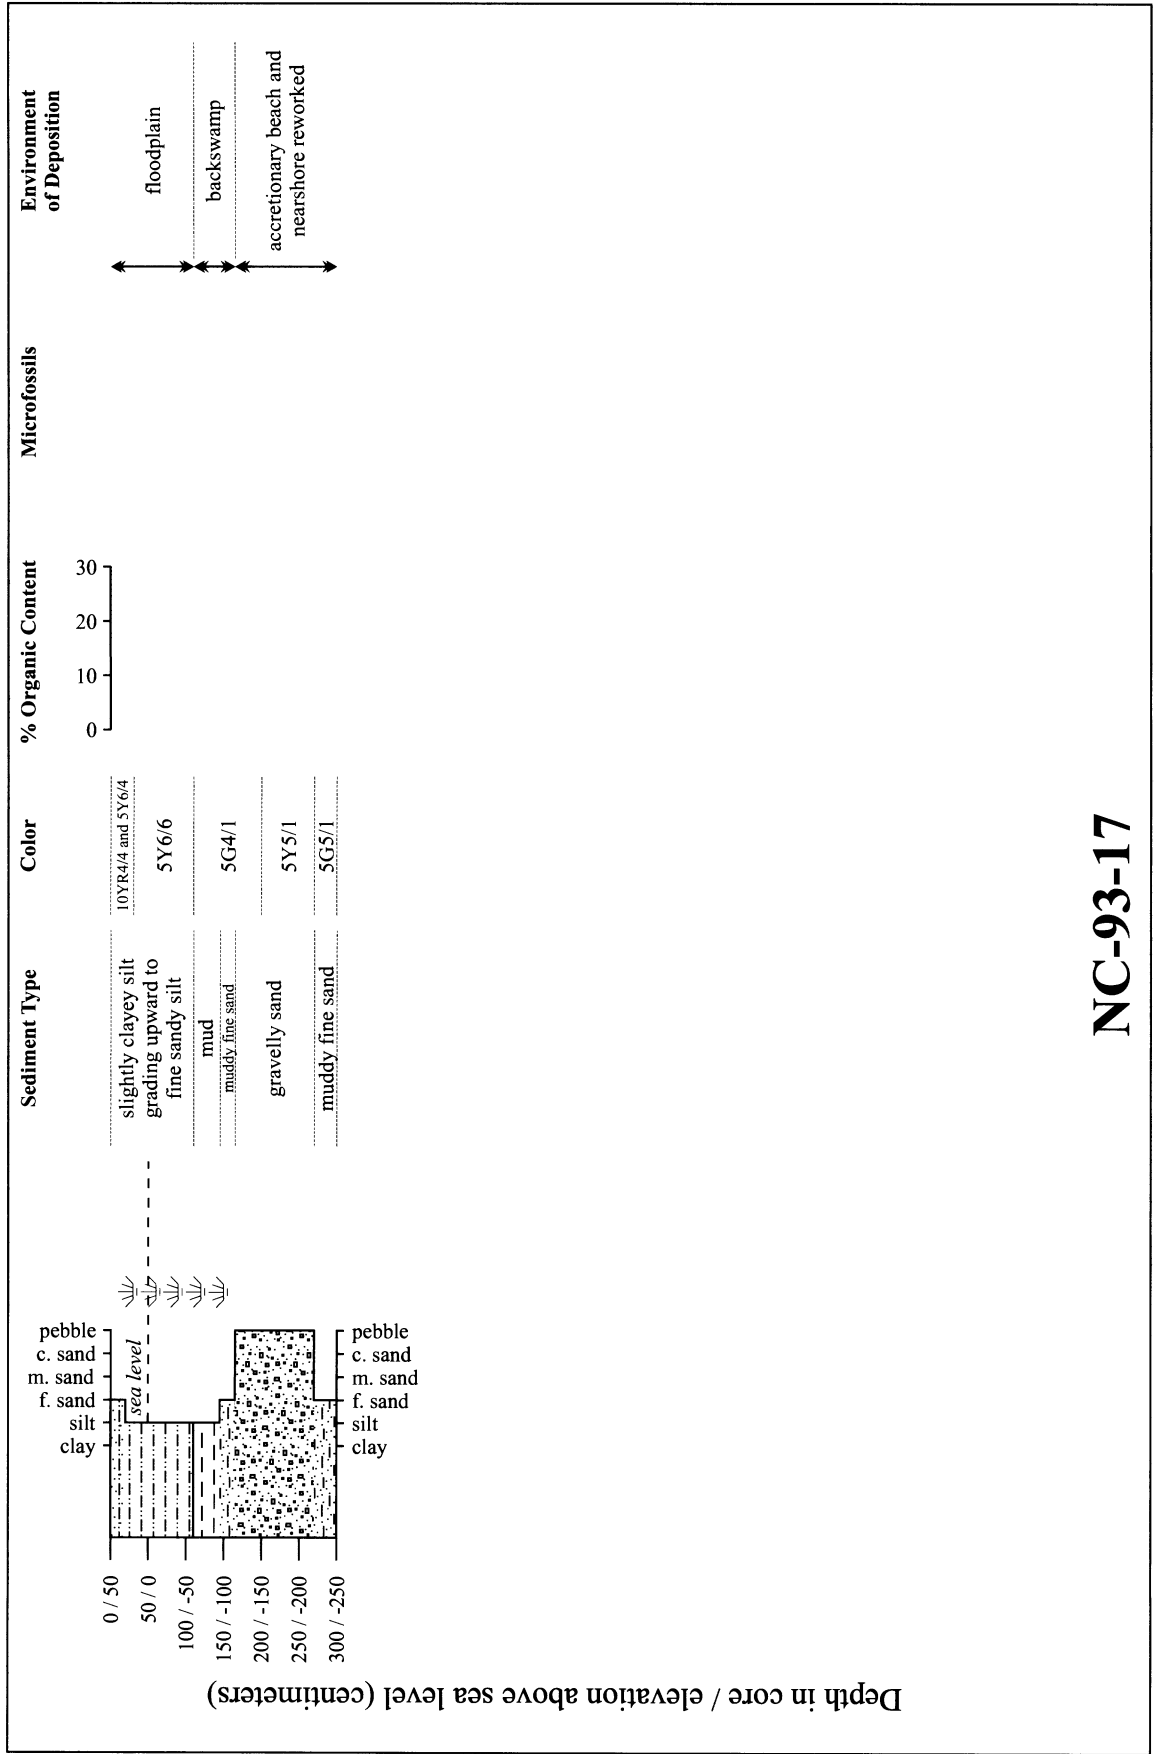 Sediment Type
Color
% Organic Content
Microfossils
Environment
of Deposition
Depth in core / elevation above sea level (centimeters)
0 / 50
50 / 0
100 / -50
150 / -100
200 / -150
250 / -200
300 / -250
pebble
c. sand
m. sand
f. sand
silt
clay
sea level
pebble
c. sand
m. sand
f. sand
silt
clay
slightly clayey silt
grading upward to
fine sandy silt
mud
muddy fine sand
gravelly sand
muddy fine sand
10YR4/4 and 5Y6/4
5Y6/6
5G4/1
5Y5/1
5G5/1
0
10
20
30
floodplain
backswamp
accretionary beach and
nearshore reworked
NC-93-17